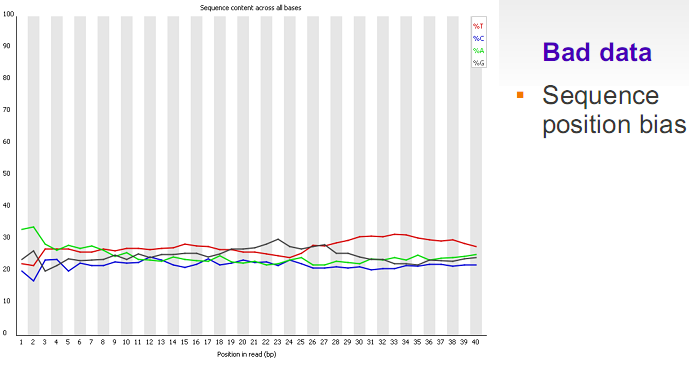 Sequence content across all bases
100
90
80
70
60
50
40
30
20
10
0
%T
%C
%A
%G
1 2 3 4 5 6 7 8 9 10 11 12 13 14 15 16 17 18 19 20 21 22 23 24 25 26 27 28 29 30 31 32 33 34 35 36 37 38 39 40
Position in read (bp)
Bad data
▪ Sequence
position bias